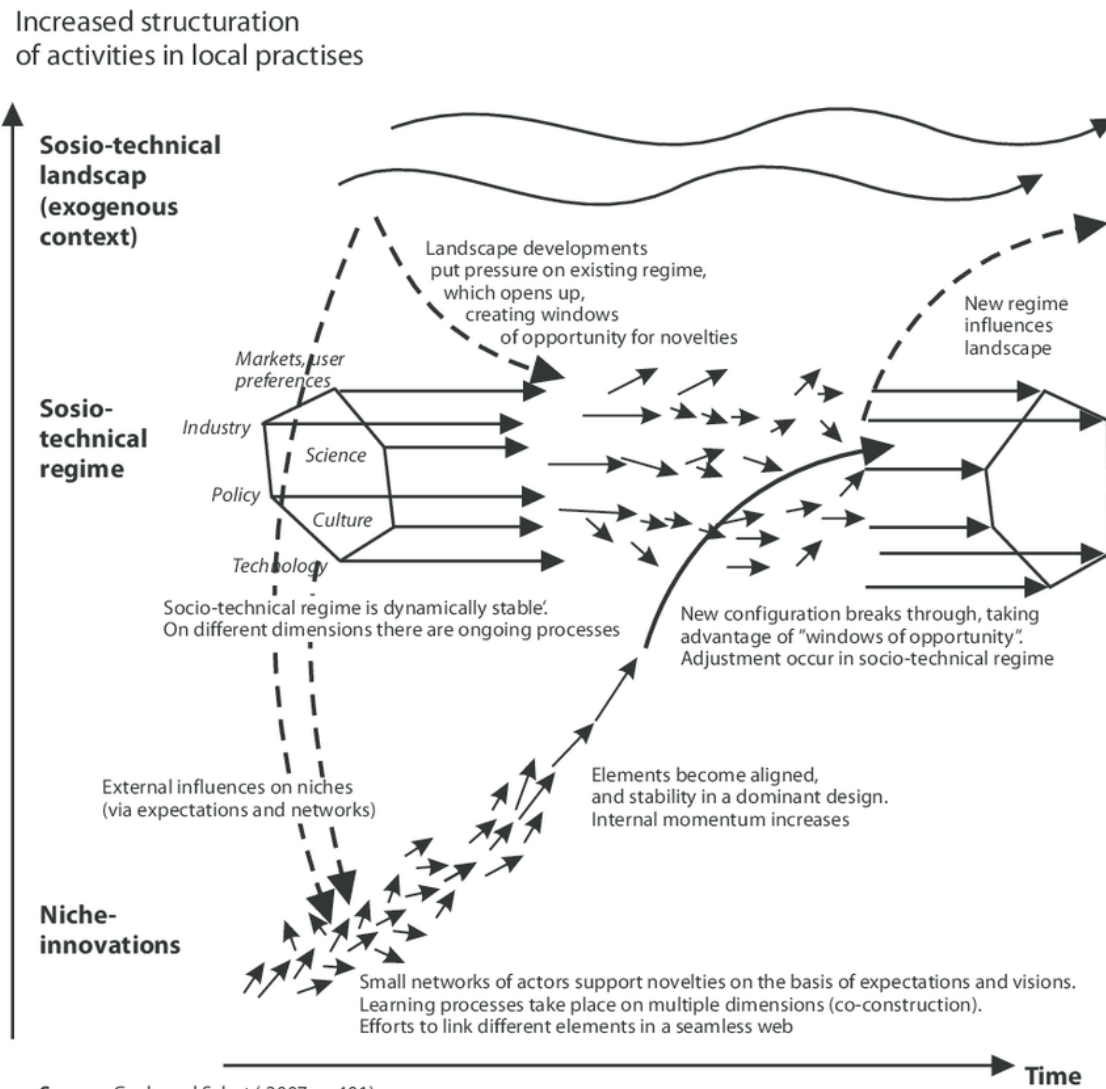 Increased structuration
of activities in local practises
Sosio-technical
landscap
(exogenous
context)
Landscape developments
put pressure on existing regime,
which opens up,
creating windows
of opportunity for novelties
New regime
influences
landscape
Markets, user
preferences
Sosio-
technical
regime
Industry
Science
Policy
Culture
Technology
Socio-technical regime is dynamically stable'.
On different dimensions there are ongoing processes
New configuration breaks through, taking
advantage of "windows of opportunity".
Adjustment occur in socio-technical regime
External influences on niches
(via expectations and networks)
Elements become aligned,
and stability in a dominant design.
Internal momentum increases
Niche-
innovations
Small networks of actors support novelties on the basis of expectations and visions.
Learning processes take place on multiple dimensions (co-construction).
Efforts to link different elements in a seamless web
Time